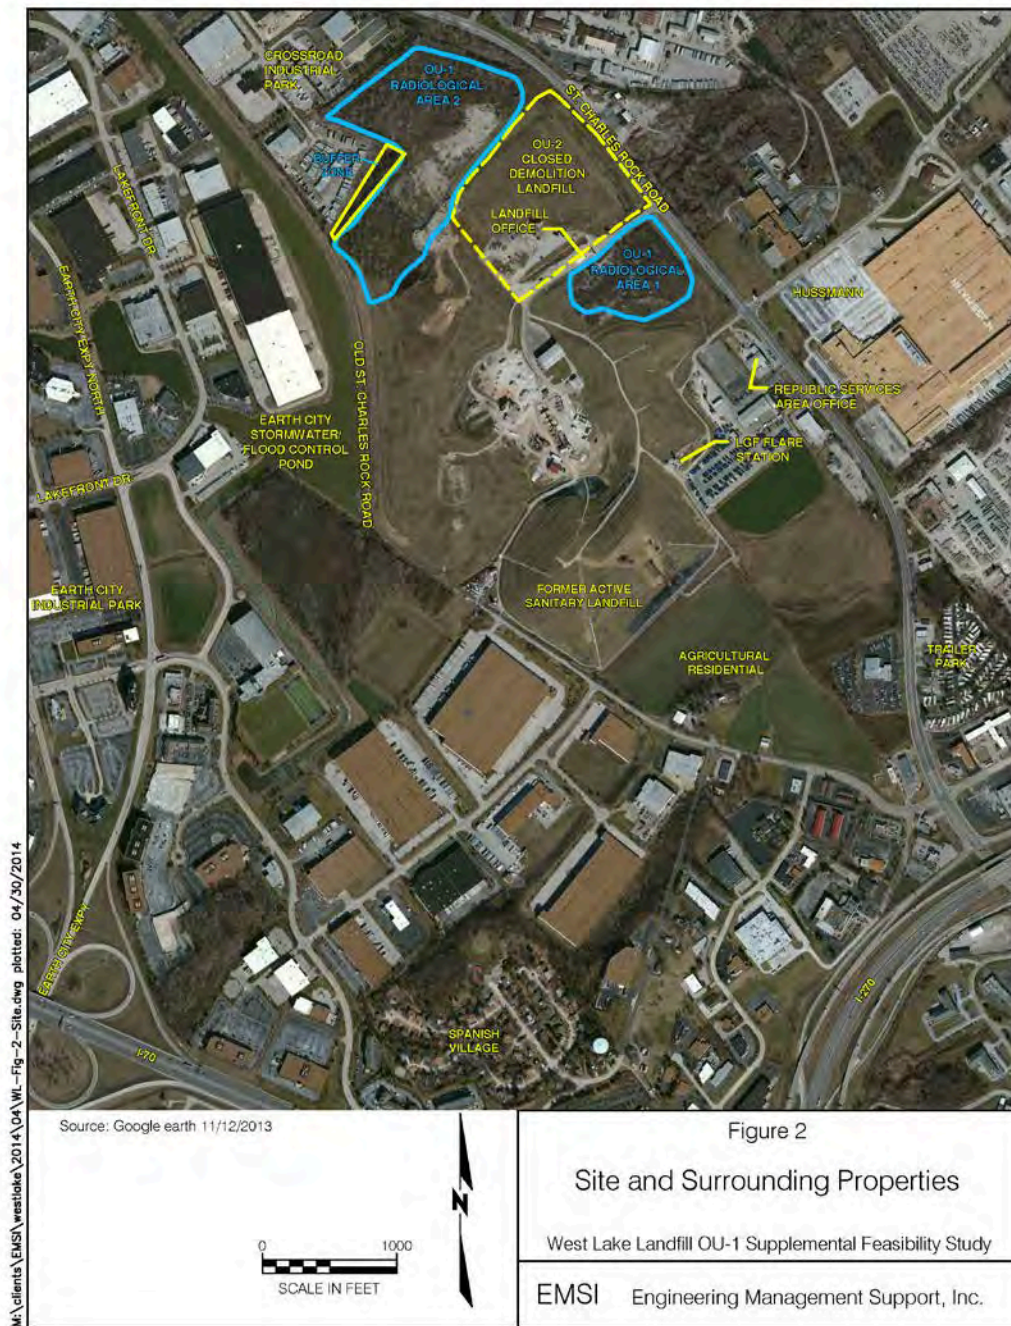 CROSSROAD
INDUSTRIAL
PARK
OU-1
RADIOLOGICAL
AREA 2
BUFFER
ZONE
OU-2
CLOSED
DEMOLITION
LANDFILL
ST. CHARLES ROCK ROAD
LANDFILL
OFFICE
OU-1
RADIOLOGICAL
AREA 1
LAKEFRONT DR
EARTH CITY EXPY NORTH
HUSSMANN
OLD ST. CHARLES ROCK ROAD
REPUBLIC SERVICES
AREA OFFICE
EARTH CITY
STORMWATER/
FLOOD CONTROL
POND
LGF FLARE
STATION
LAKEFRONT DR
EARTH CITY
INDUSTRIAL PARK
FORMER ACTIVE
SANITARY LANDFILL
AGRICULTURAL
RESIDENTIAL
TRAILER
PARK
EARTH CITY EXPY
I-270
SPANISH
VILLAGE
I-70
M:\clients\EMSI\westlake\2014\04\WL-Fig-2-Site.dwg plotted: 04/30/2014
Source: Google earth 11/12/2013
N
0 1000
SCALE IN FEET
Figure 2
Site and Surrounding Properties
West Lake Landfill OU-1 Supplemental Feasibility Study
EMSI Engineering Management Support, Inc.